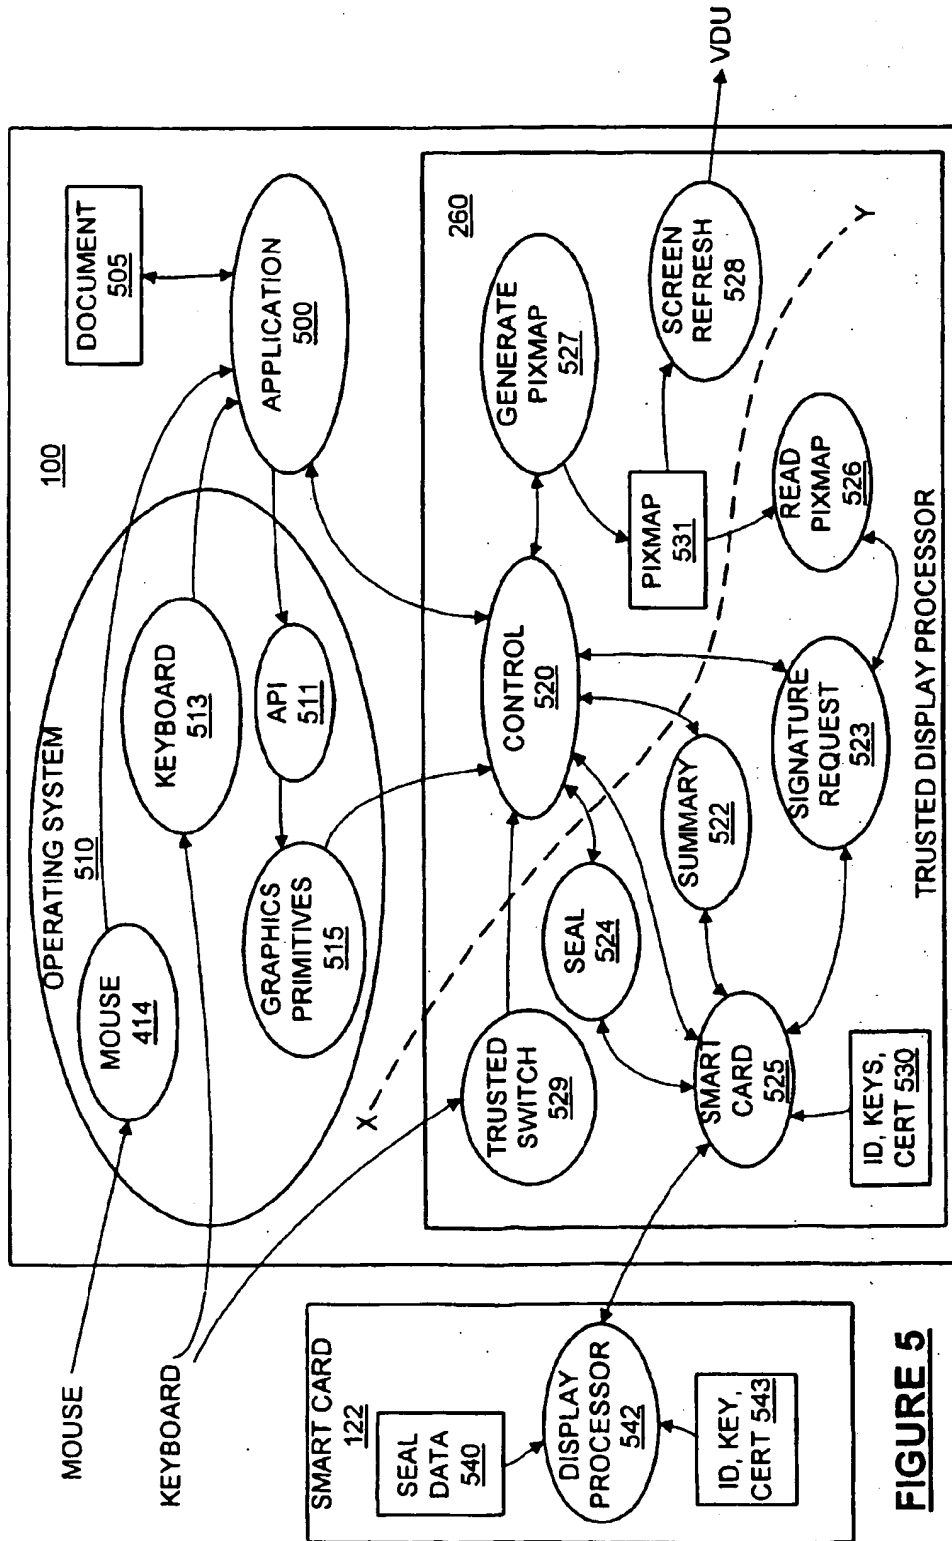 MOUSE
KEYBOARD
SMART CARD
122
SEAL
DATA
540
DISPLAY
PROCESSOR
542
ID, KEY,
CERT 543
FIGURE 5
100
OPERATING SYSTEM
510
MOUSE
414
KEYBOARD
513
API
511
GRAPHICS
PRIMITIVES
515
DOCUMENT
505
APPLICATION
500
X
260
TRUSTED
SWITCH
529
CONTROL
520
GENERATE
PIXMAP
527
SEAL
524
PIXMAP
531
SCREEN
REFRESH
528
VDU
SUMMARY
522
SMART
CARD
525
SIGNATURE
REQUEST
523
READ
PIXMAP
526
Y
ID, KEYS,
CERT 530
TRUSTED DISPLAY PROCESSOR